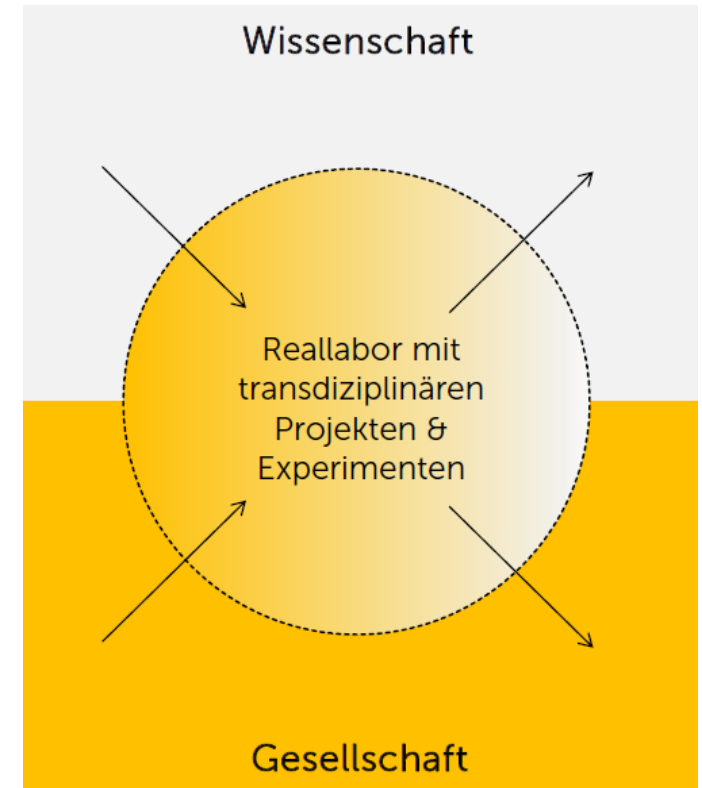 Wissenschaft
Reallabor mit
transdiziplinären
Projekten &
Experimenten
Gesellschaft